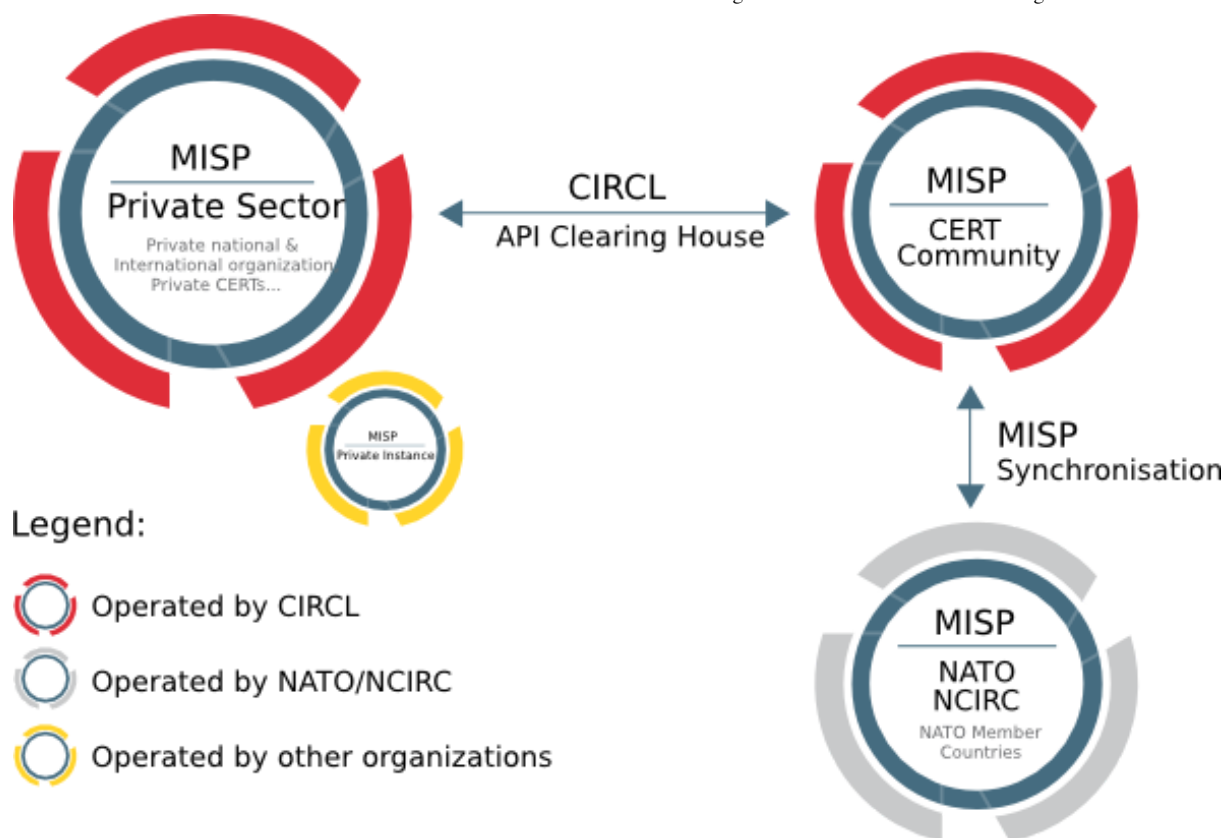 MISP
Private Sector
Private national &
International organization
Private CERTs...
CIRCL
API Clearing House
MISP
CERT
Community
MISP
Private Instance
MISP
Synchronisation
Legend:
Operated by CIRCL
Operated by NATO/NCIRC
Operated by other organizations
MISP
NATO
NCIRC
NATO Member
Countries